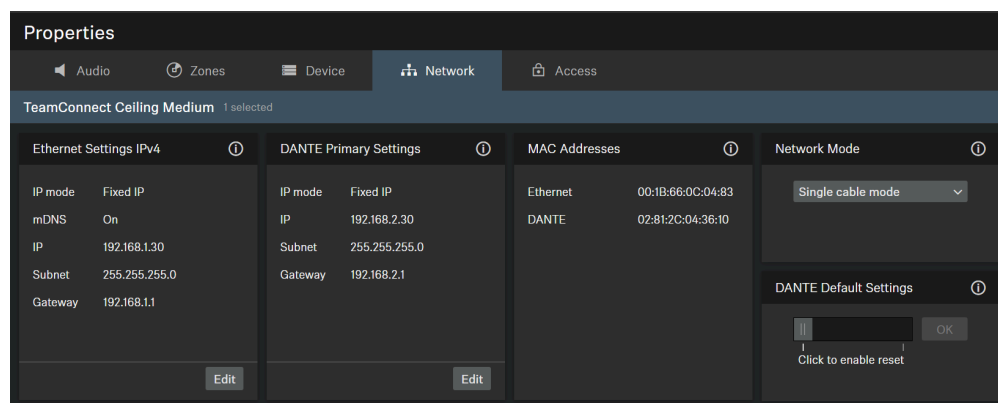 Properties
Audio Zones Device Network Access
TeamConnect Ceiling Medium 1 selected
Ethernet Settings IPv4
IP mode Fixed IP
mDNS On
IP 192.168.1.30
Subnet 255.255.255.0
Gateway 192.168.1.1
Edit
DANTE Primary Settings
IP mode Fixed IP
IP 192.168.2.30
Subnet 255.255.255.0
Gateway 192.168.2.1
Edit
MAC Addresses
Ethernet 00:1B:66:0C:04:83
DANTE 02:81:2C:04:36:10
Network Mode
Single cable mode
DANTE Default Settings
OK
Click to enable reset